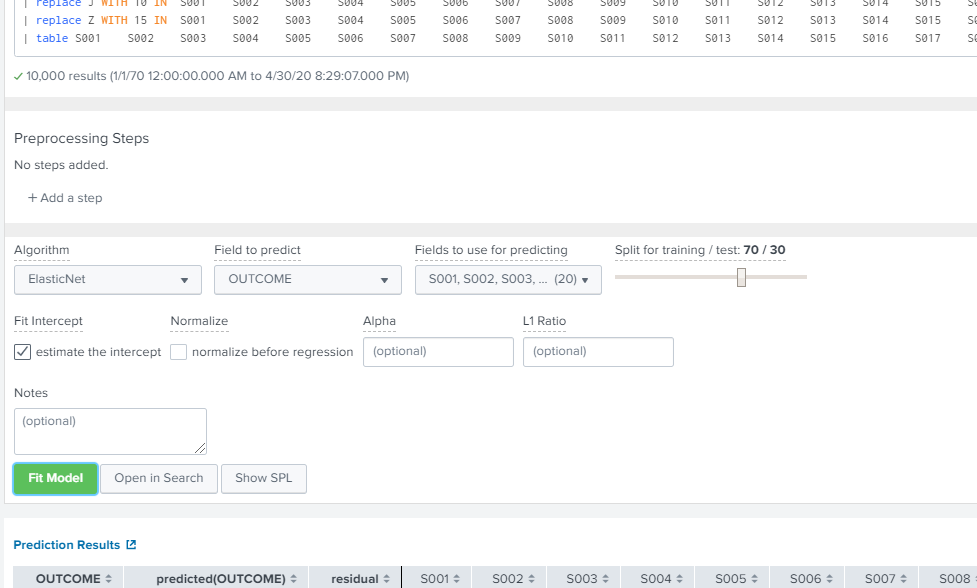 | replace J WITH 10 IN S001 S002 S003 S004 S005 S006 S007 S008 S009 S010 S011 S012 S013 S014 S015
| replace Z WITH 15 IN S001 S002 S003 S004 S005 S006 S007 S008 S009 S010 S011 S012 S013 S014 S015
| table S001 S002 S003 S004 S005 S006 S007 S008 S009 S010 S011 S012 S013 S014 S015 S016 S017
10,000 results (1/1/70 12:00:00.000 AM to 4/30/20 8:29:07.000 PM)
Preprocessing Steps
No steps added.
+ Add a step
Algorithm Field to predict Fields to use for predicting Split for training / test: 70 / 30
ElasticNet OUTCOME S001, S002, S003, ... (20)
Fit Intercept Normalize Alpha L1 Ratio
estimate the intercept normalize before regression (optional) (optional)
Notes
(optional)
Fit Model Open in Search Show SPL
Prediction Results
OUTCOME predicted(OUTCOME) residual S001 S002 S003 S004 S005 S006 S007 S008